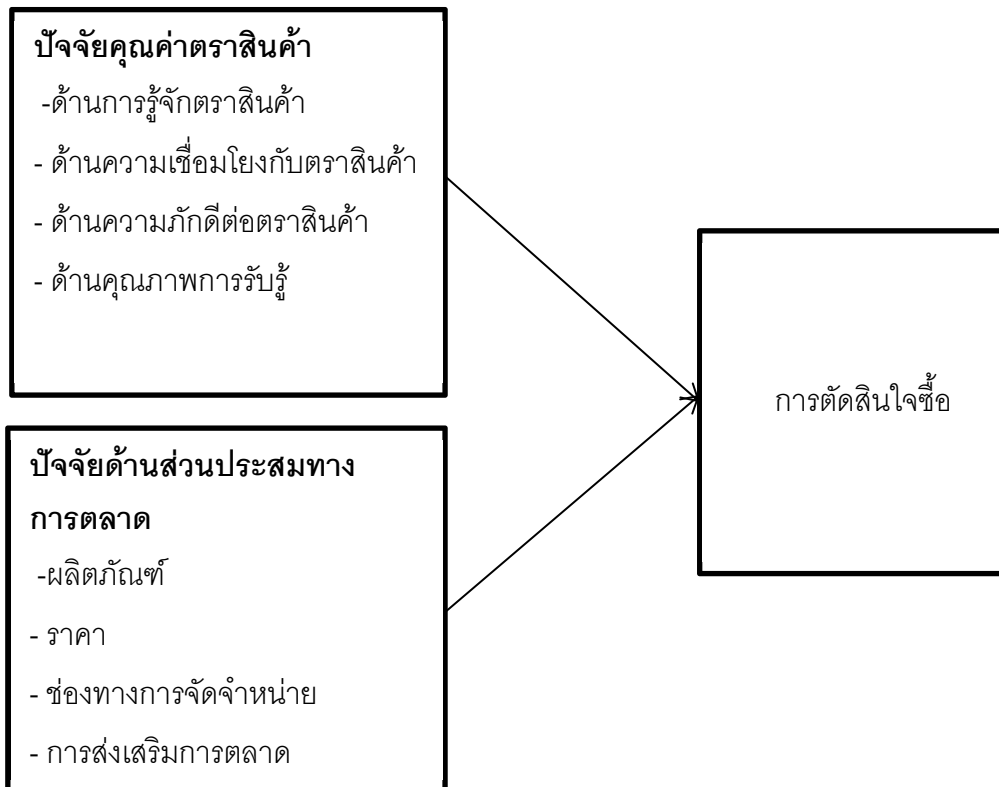 ปัจจัยคุณค่าตราสินค้า
-ด้านการรู้จักตราสินค้า
- ด้านความเชื่อมโยงกับตราสินค้า
- ด้านความภักดีต่อตราสินค้า
- ด้านคุณภาพการรับรู้
การตัดสินใจซื้อ
ปัจจัยด้านส่วนประสมทาง
การตลาด
-ผลิตภัณฑ์
- ราคา
- ช่องทางการจัดจำหน่าย
- การส่งเสริมการตลาด